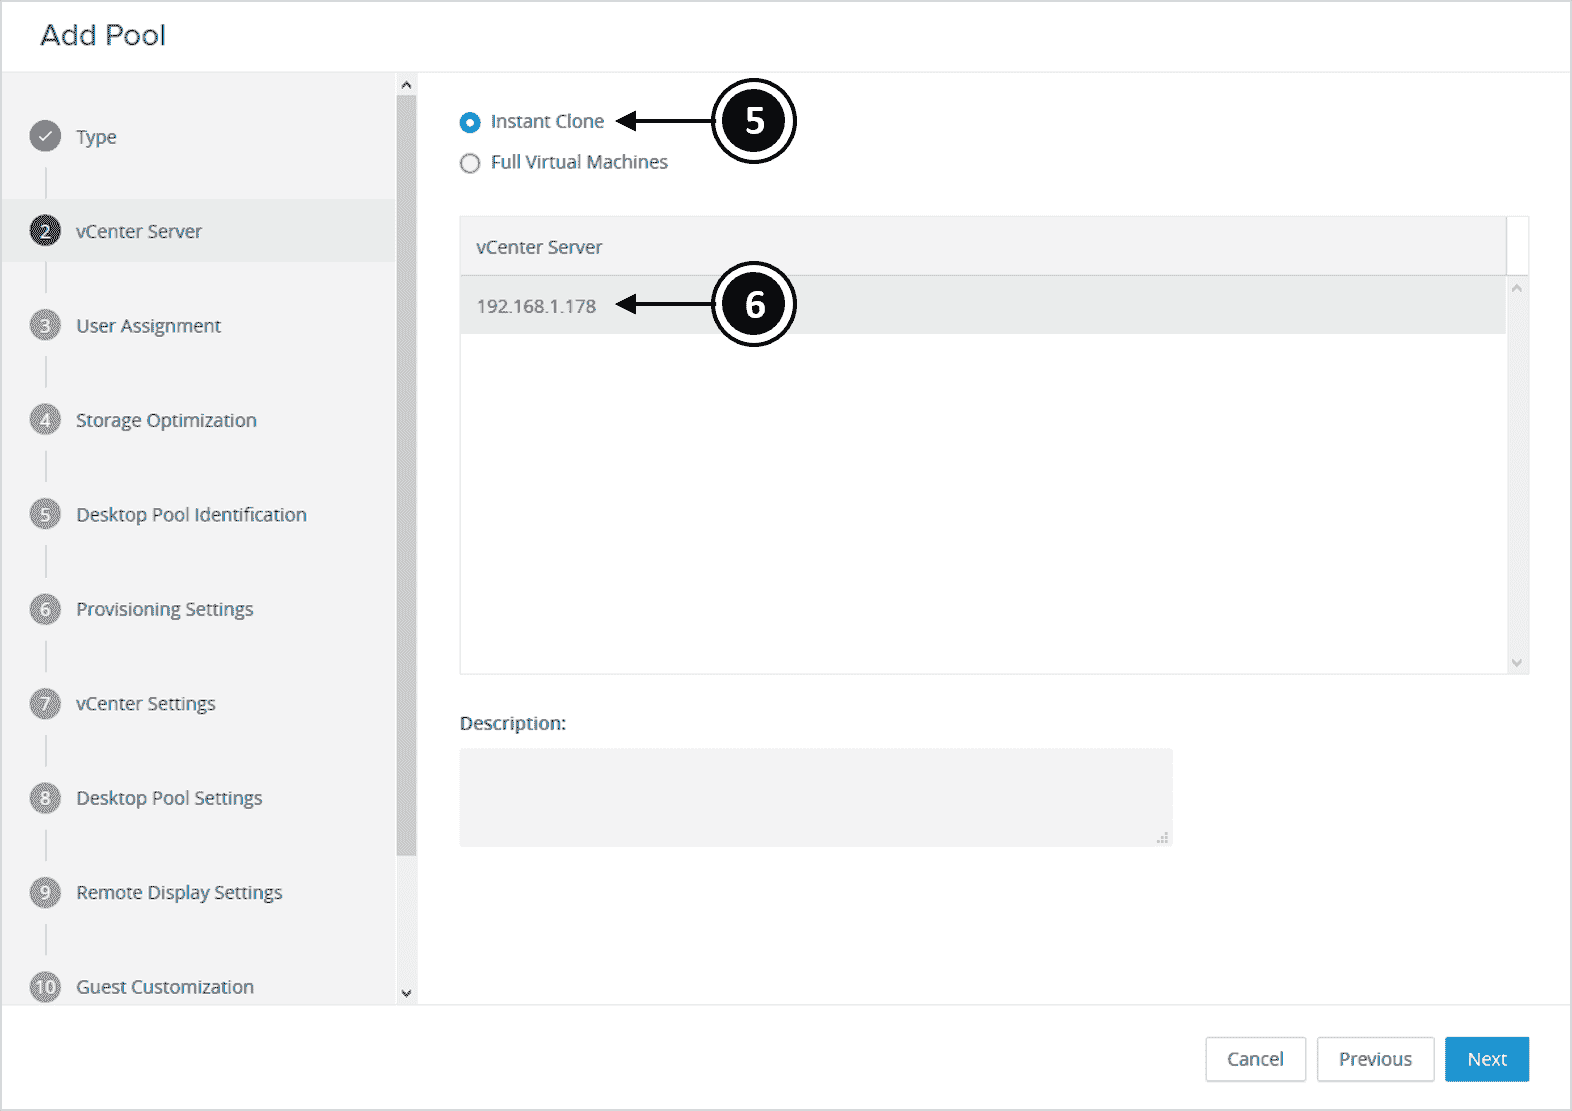 Add Pool
Type
2 vCenter Server
3 User Assignment
4 Storage Optimization
5 Desktop Pool Identification
6 Provisioning Settings
7 vCenter Settings
8 Desktop Pool Settings
9 Remote Display Settings
10 Guest Customization
Instant Clone 5
Full Virtual Machines
vCenter Server
192.168.1.178 6
Description:
Cancel Previous Next